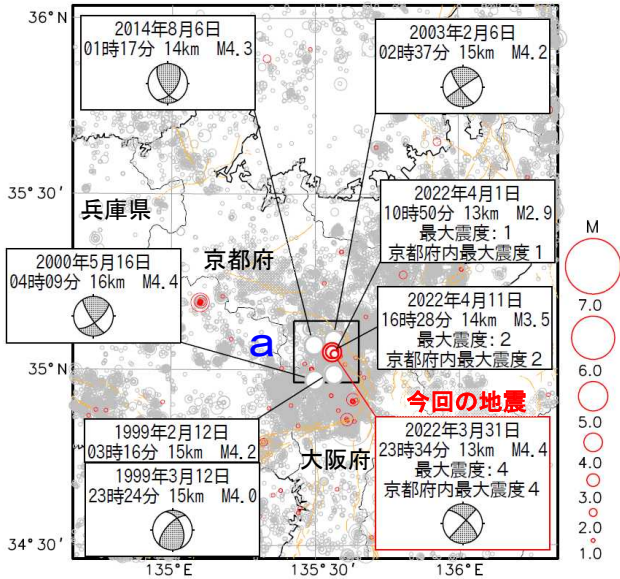 2014年8月6日
01時17分 14km M4.3
2003年2月6日
02時37分 15km M4.2
36°
35°30′
兵庫県
京都府
2022年4月1日
10時50分 13km M2.9
最大震度：1
京都府内最大震度1
M
7.0
6.0
5.0
4.0
3.0
2.0
1.0
2000年5月16日
04時09分 16km M4.4
2022年4月11日
16時28分 14km M3.5
最大震度：2
京都府内最大震度2
a
35°N
今回の地震
1999年2月12日
03時16分 15km M4.2
1999年3月12日
23時24分 15km M4.0
大阪府
2022年3月31日
23時34分 13km M4.4
最大震度：4
京都府内最大震度4
34°30′
135°E
135°30′
136°E